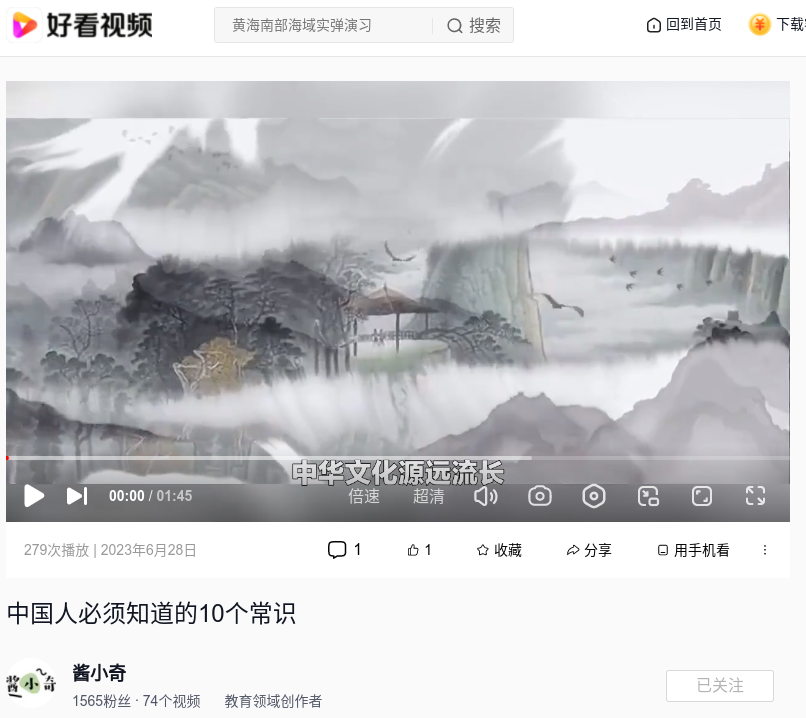 好看视频
黄海南部海域实弹演习
搜索
回到首页
¥
下载
中华文化源远流长
00:00 / 01:45
倍速
超清
279次播放 | 2023年6月28日
1
1
收藏
分享
用手机看
中国人必须知道的10个常识
酱小奇
酱小奇
1565粉丝 · 74个视频
教育领域创作者
已关注